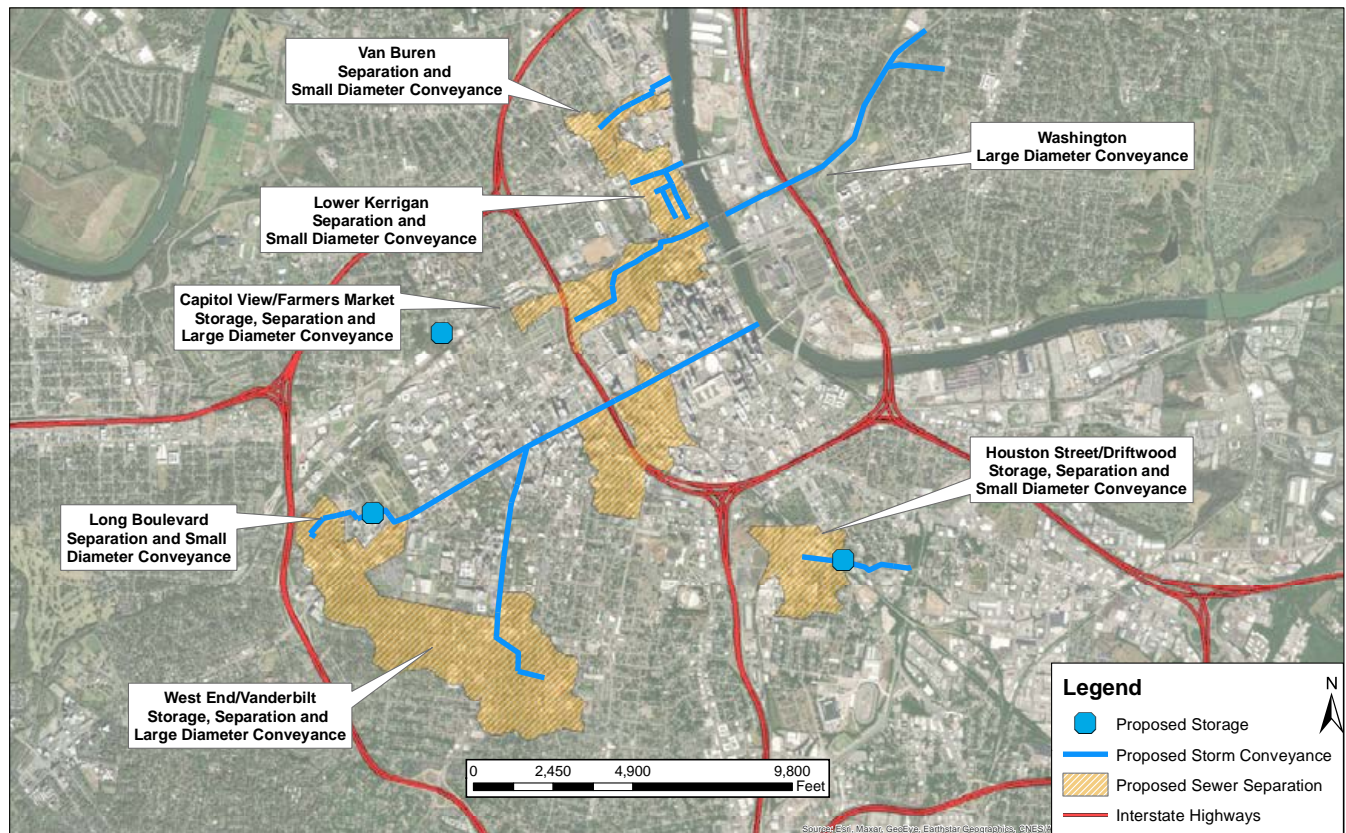 Van Buren
Separation and
Small Diameter Conveyance
Washington
Large Diameter Conveyance
Lower Kerrigan
Separation and
Small Diameter Conveyance
Capitol View/Farmers Market
Storage, Separation and
Large Diameter Conveyance
Houston Street/Driftwood
Storage, Separation and
Small Diameter Conveyance
Long Boulevard
Separation and Small
Diameter Conveyance
West End/Vanderbilt
Storage, Separation and
Large Diameter Conveyance
Legend
N
Proposed Storage
Proposed Storm Conveyance
Proposed Sewer Separation
Interstate Highways
0 2,450 4,900 9,800
Feet
Source: Esri, Maxar, GeoEye, Earthstar Geographics, CNES/A